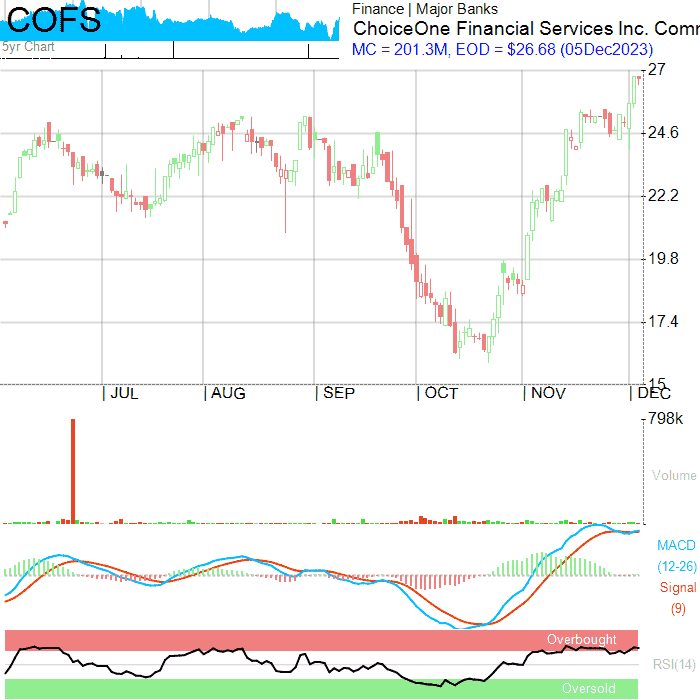 COFS
5yr Chart
Finance | Major Banks
ChoiceOne Financial Services Inc. Comm
MC = 201.3M, EOD = $26.68 (05Dec2023)
27
24.6
22.2
19.8
17.4
15
| JUL | AUG | SEP | OCT | NOV | DEC
798k
Volume
MACD
(12-26)
Signal
(9)
Overbought
RSI(14)
Oversold